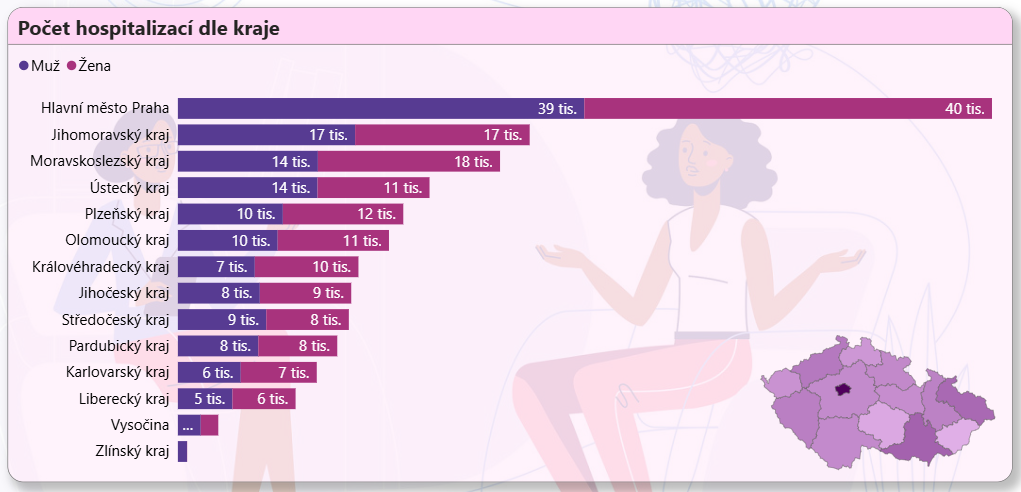 Počet hospitalizací dle kraje
Muž Žena
Hlavní město Praha 39 tis. 40 tis.
Jihomoravský kraj 17 tis. 17 tis.
Moravskoslezský kraj 14 tis. 18 tis.
Ústecký kraj 14 tis. 11 tis.
Plzeňský kraj 10 tis. 12 tis.
Olomoucký kraj 10 tis. 11 tis.
Královéhradecký kraj 7 tis. 10 tis.
Jihočeský kraj 8 tis. 9 tis.
Středočeský kraj 9 tis. 8 tis.
Pardubický kraj 8 tis. 8 tis.
Karlovarský kraj 6 tis. 7 tis.
Liberecký kraj 5 tis. 6 tis.
Vysočina ...
Zlínský kraj